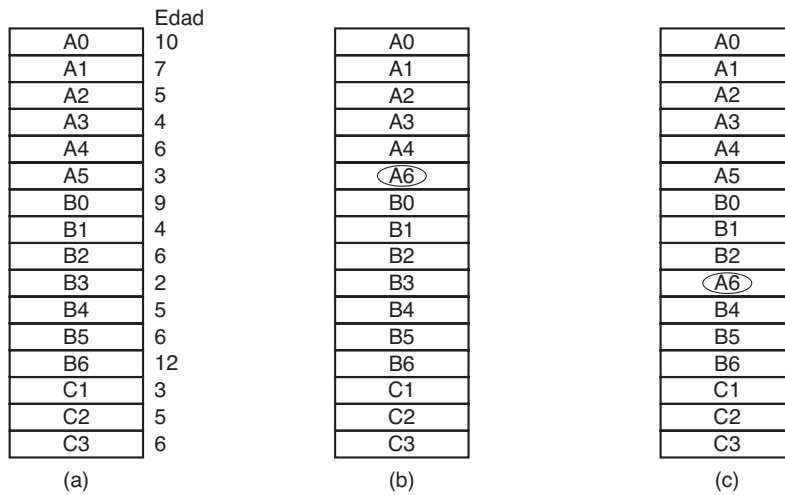 Edad
A0 10 A0 A0
A1 7 A1 A1
A2 5 A2 A2
A3 4 A3 A3
A4 6 A4 A4
A5 3 A6 A5
B0 9 B0 B0
B1 4 B1 B1
B2 6 B2 B2
B3 2 B3 A6
B4 5 B4 B4
B5 6 B5 B5
B6 12 B6 B6
C1 3 C1 C1
C2 5 C2 C2
C3 6 C3 C3
(a) (b) (c)